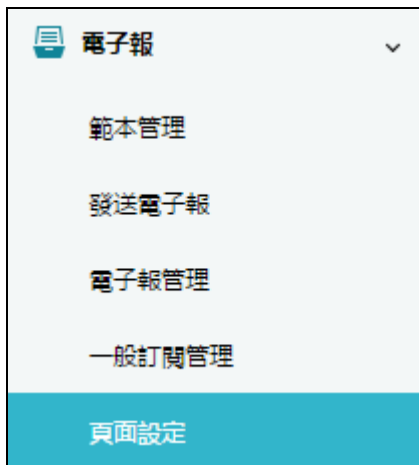 電子報
範本管理
發送電子報
電子報管理
一般訂閱管理
頁面設定